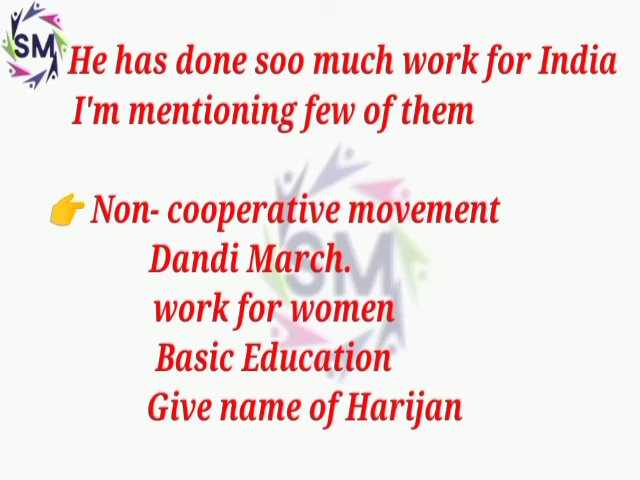 SM
He has done soo much work for India
I'm mentioning few of them
👉 Non- cooperative movement
Dandi March.
work for women
Basic Education
Give name of Harijan
SM